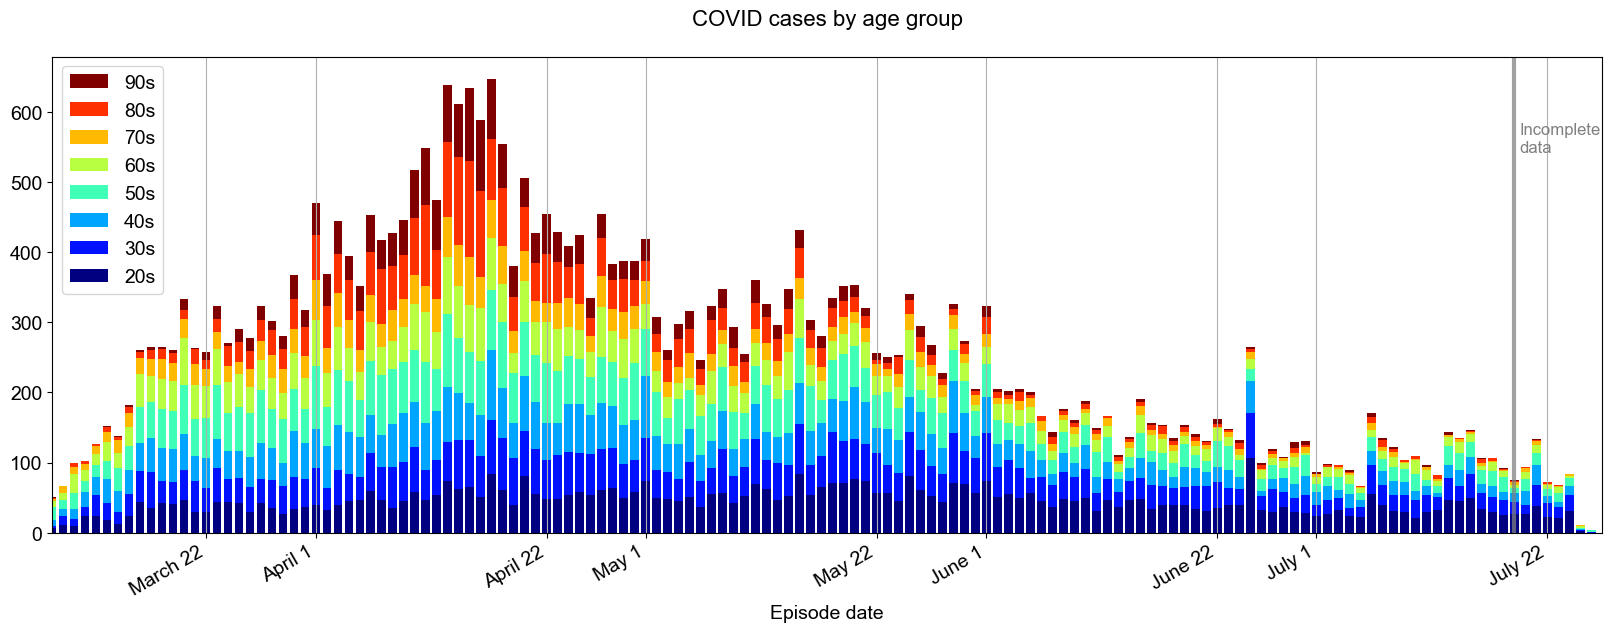 COVID cases by age group
90s
80s
70s
60s
50s
40s
30s
20s
Incomplete
data
600
500
400
300
200
100
0
March 22
April 1
April 22
May 1
May 22
June 1
June 22
July 1
July 22
Episode date